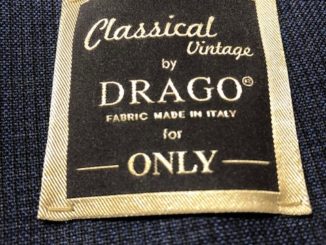 Classical
Vintage
by
DRAGO®
FABRIC MADE IN ITALY
for
ONLY